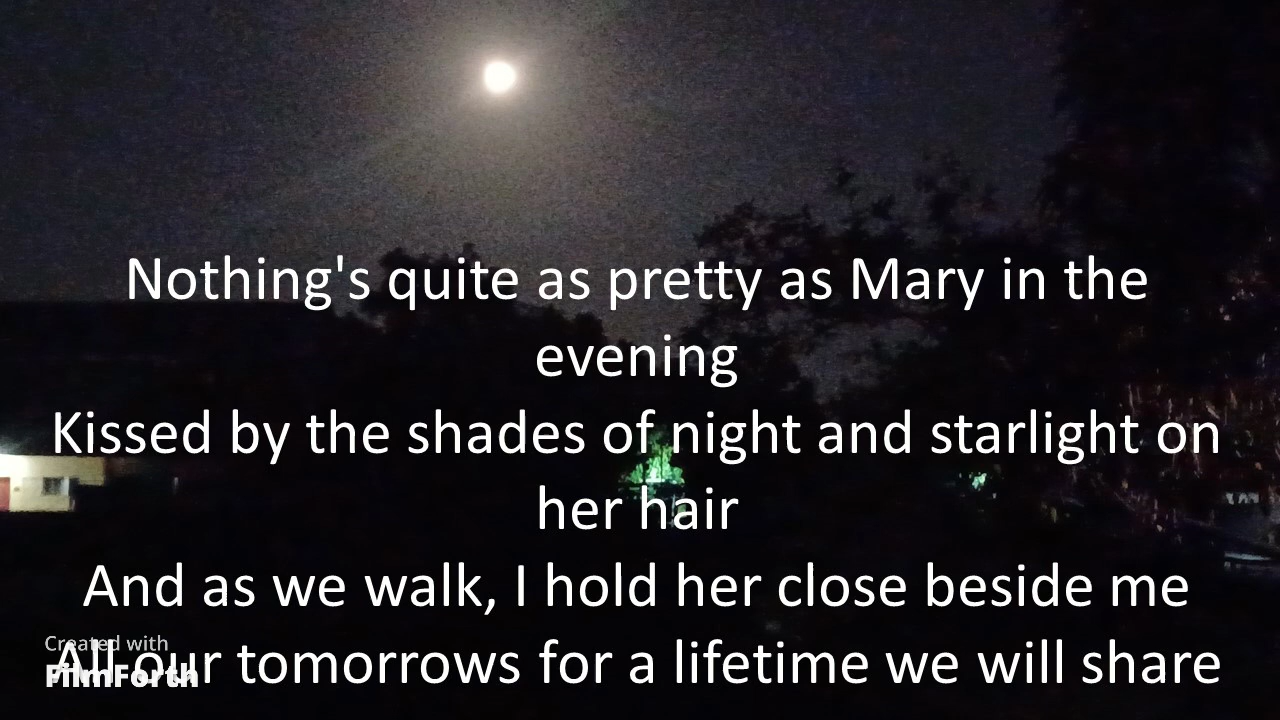 Nothing's quite as pretty as Mary in the
evening
Kissed by the shades of night and starlight on
her hair
And as we walk, I hold her close beside me
All our tomorrows for a lifetime we will share
Created with
FilmForth